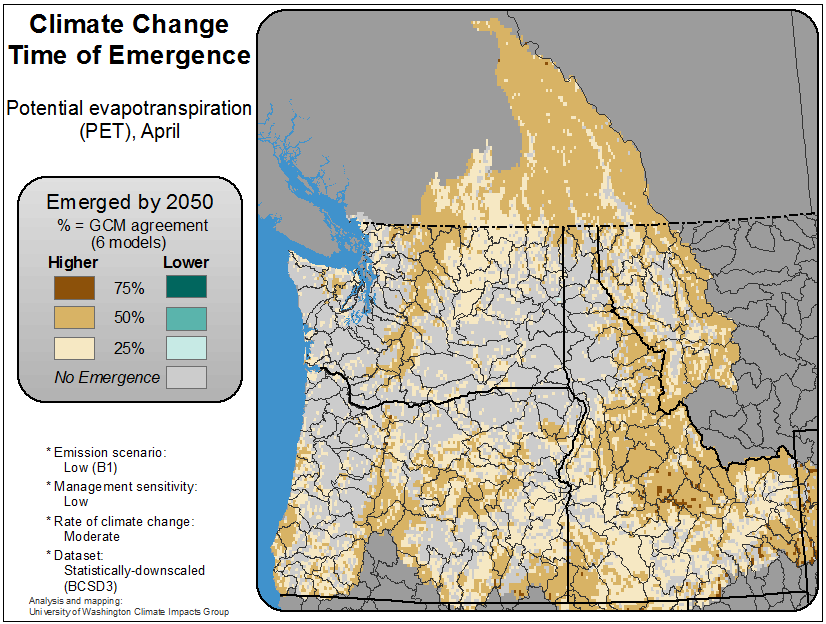 Climate Change
Time of Emergence
Potential evapotranspiration
(PET), April
Emerged by 2050
% = GCM agreement
(6 models)
Higher Lower
75%
50%
25%
No Emergence
* Emission scenario:
Low (B1)
* Management sensitivity:
Low
* Rate of climate change:
Moderate
* Dataset:
Statistically-downscaled
(BCSD3)
Analysis and mapping:
University of Washington Climate Impacts Group